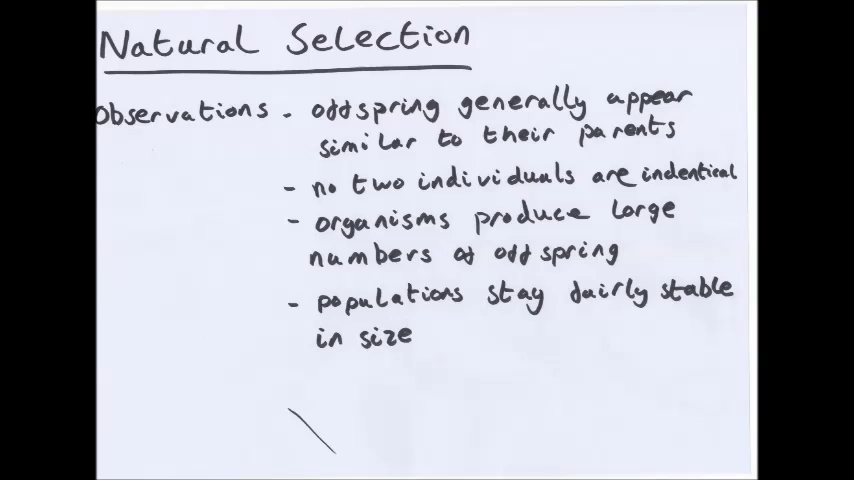 Natural Selection
Observations - offspring generally appear
similar to their parents
- no two individuals are indentical
- organisms produce large
numbers of offspring
- populations stay fairly stable
in size